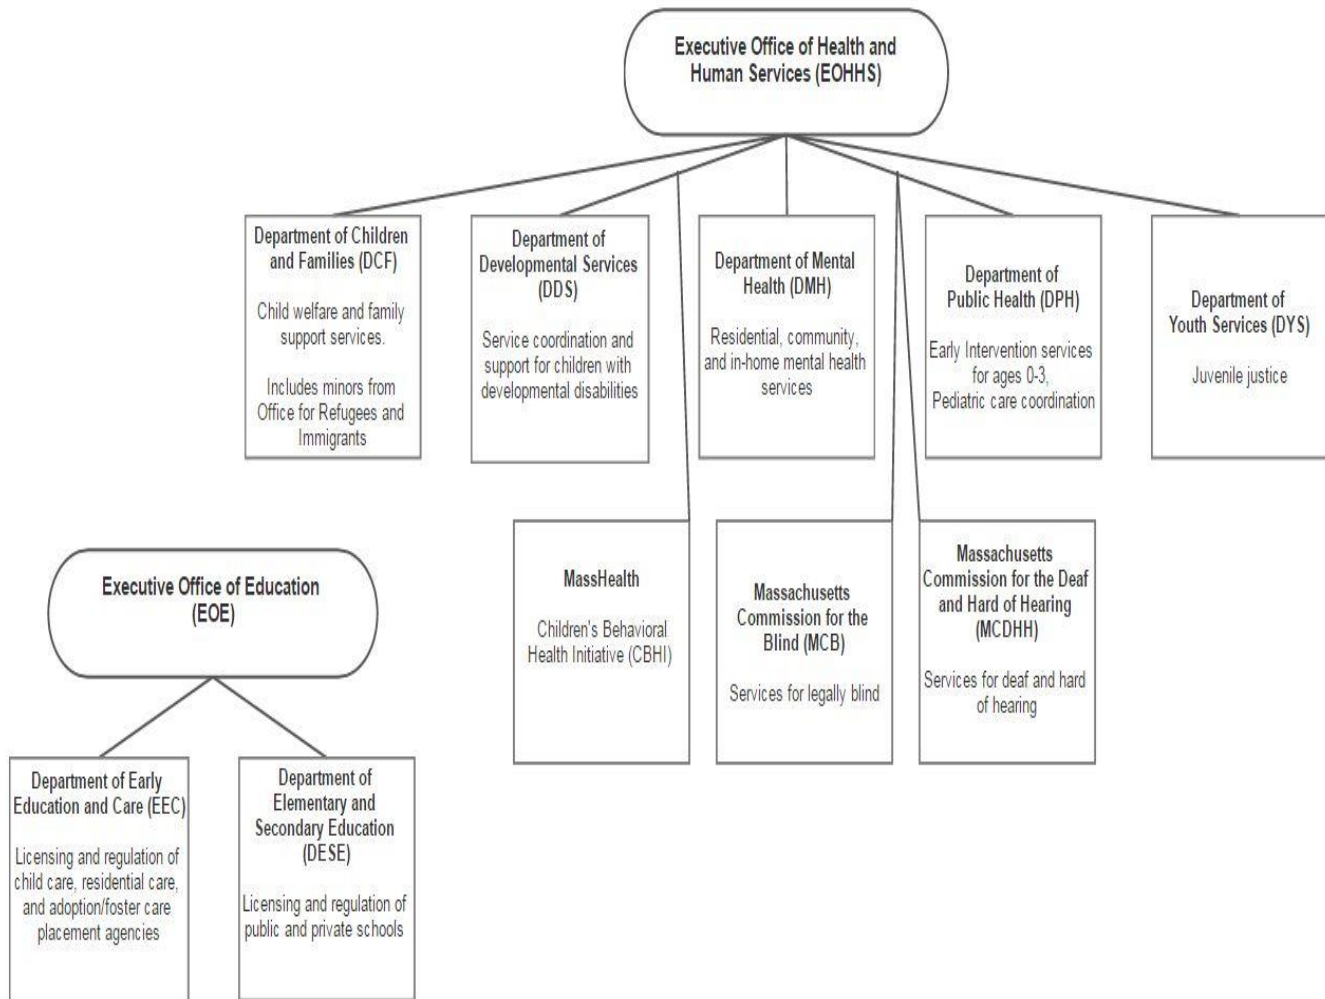 Executive Office of Health and
Human Services (EOHHS)
Department of Children
and Families (DCF)
Child welfare and family
support services.
Includes minors from
Office for Refugees and
Immigrants
Department of
Developmental Services
(DDS)
Service coordination and
support for children with
developmental disabilities
Department of Mental
Health (DMH)
Residential, community,
and in-home mental health
services
Department of
Public Health (DPH)
Early Intervention services
for ages 0-3,
Pediatric care coordination
Department of
Youth Services (DYS)
Juvenile justice
MassHealth
Children's Behavioral
Health Initiative (CBHI)
Massachusetts
Commission for the
Blind (MCB)
Services for legally blind
Massachusetts
Commission for the Deaf
and Hard of Hearing
(MCDHH)
Services for deaf and hard
of hearing
Executive Office of Education
(EOE)
Department of Early
Education and Care (EEC)
Licensing and regulation of
child care, residential care,
and adoption/foster care
placement agencies
Department of
Elementary and
Secondary Education
(DESE)
Licensing and regulation of
public and private schools